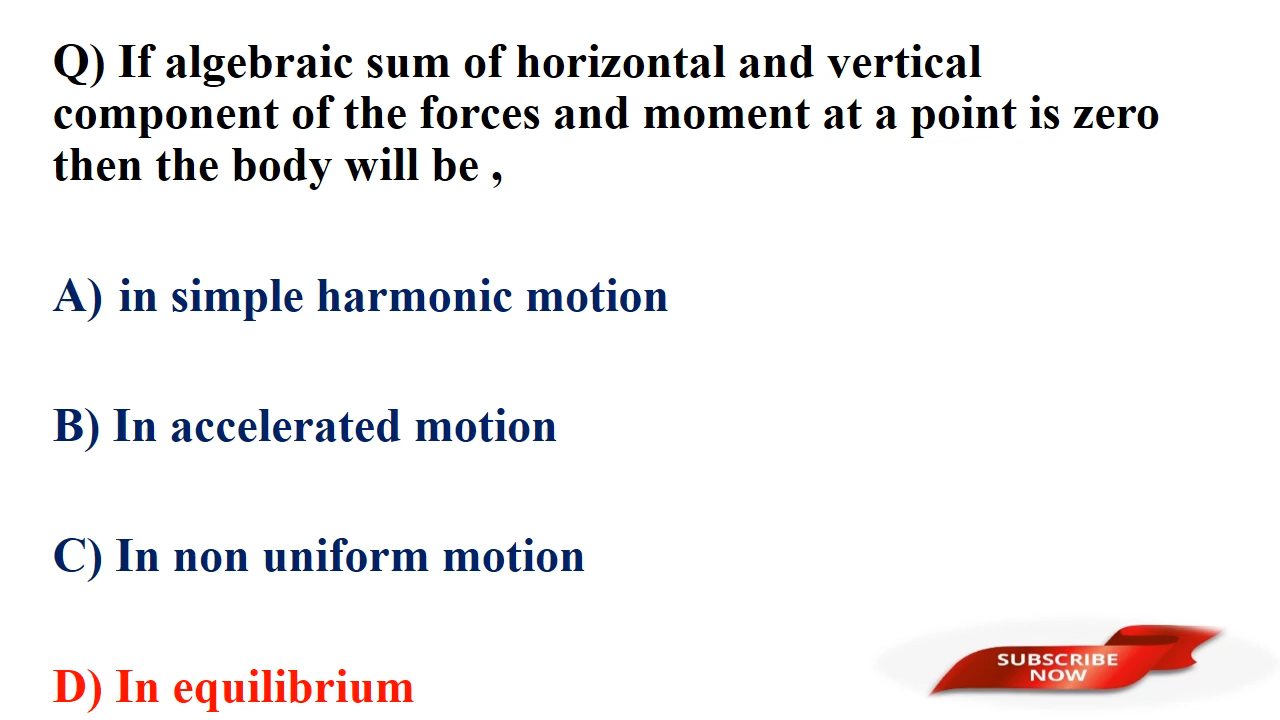 Q) If algebraic sum of horizontal and vertical
component of the forces and moment at a point is zero
then the body will be ,
A) in simple harmonic motion
B) In accelerated motion
C) In non uniform motion
D) In equilibrium
SUBSCRIBE
NOW